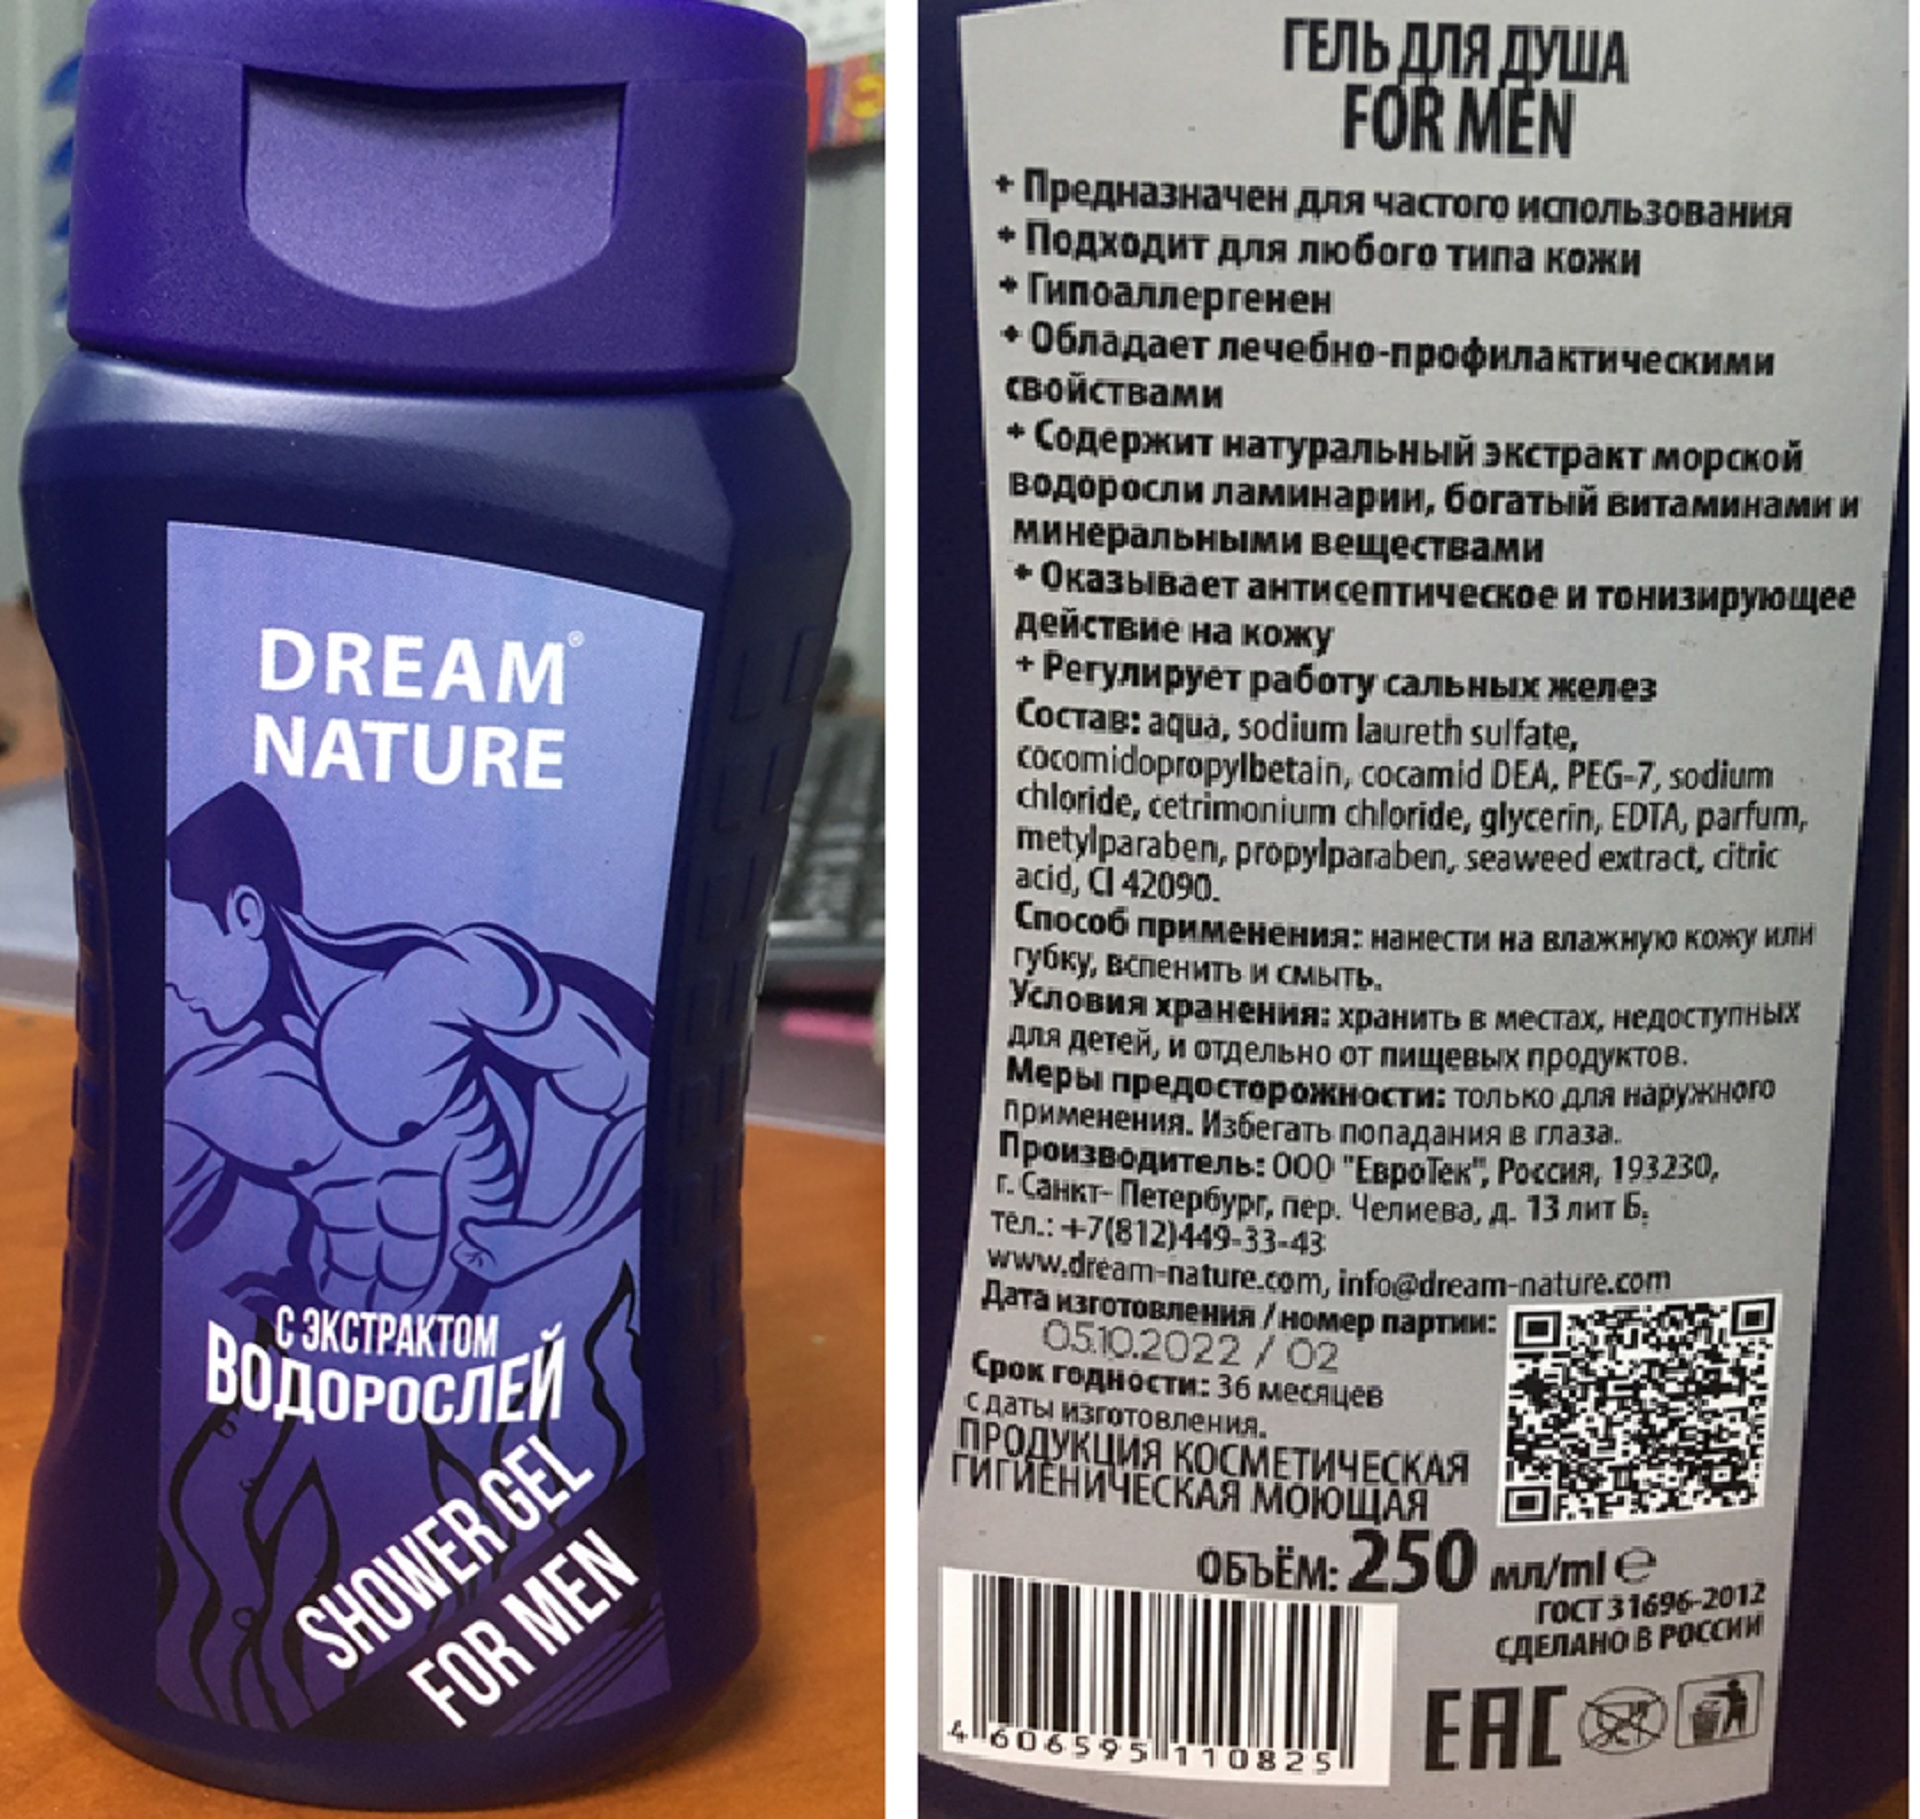 DREAM®
NATURE
С ЭКСТРАКТОМ
ВОДОРОСЛЕЙ
SHOWER GEL
FOR MEN
ГЕЛЬ ДЛЯ ДУША
FOR MEN
+ Предназначен для частого использования
+ Подходит для любого типа кожи
+ Гипоаллергенен
+ Обладает лечебно-профилактическими
свойствами
+ Содержит натуральный экстракт морской
водоросли ламинарии, богатый витаминами и
минеральными веществами
+ Оказывает антисептическое и тонизирующее
действие на кожу
+ Регулирует работу сальных желез
Состав: aqua, sodium laureth sulfate,
cocomidopropylbetain, cocamid DEA, PEG-7, sodium
chloride, cetrimonium chloride, glycerin, EDTA, parfum,
metylparaben, propylparaben, seaweed extract, citric
acid, CI 42090.
Способ применения: нанести на влажную кожу или
губку, вспенить и смыть.
Условия хранения: хранить в местах, недоступных
для детей, и отдельно от пищевых продуктов.
Меры предосторожности: только для наружного
применения. Избегать попадания в глаза.
Производитель: ООО "ЕвроТек", Россия, 193230,
г. Санкт- Петербург, пер. Челиева, д. 13 лит Б,
тел.: +7(812)449-33-43
www.dream-nature.com, info@dream-nature.com
Дата изготовления / номер партии:
05.10.2022 / 02
Срок годности: 36 месяцев
с даты изготовления.
ПРОДУКЦИЯ КОСМЕТИЧЕСКАЯ
ГИГИЕНИЧЕСКАЯ МОЮЩАЯ
ОБЪЁМ: 250 мл/ml ℮
ГОСТ 31696-2012
СДЕЛАНО В РОССИИ
4 606595 110825
EAC